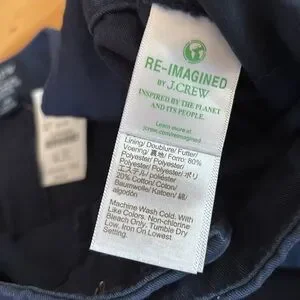 RE-IMAGINED
BY J.CREW
INSPIRED BY THE PLANET
AND ITS PEOPLE.
Learn more at
jcrew.com/reimagined
Lining/ Doublure/ Futter/
Voering/ 裏地/ Forro: 80%
Polyester/ Polyester/
Polyester/ Polyester/ ポリ
エステル/ poliéster
20% Cotton/ Coton/
Baumwolle/ Katoen/ 綿/
algodón
Machine Wash Cold. With
Like Colors. Non-chlorine
Bleach Only. Tumble Dry
Low. Iron On Lowest
Setting.